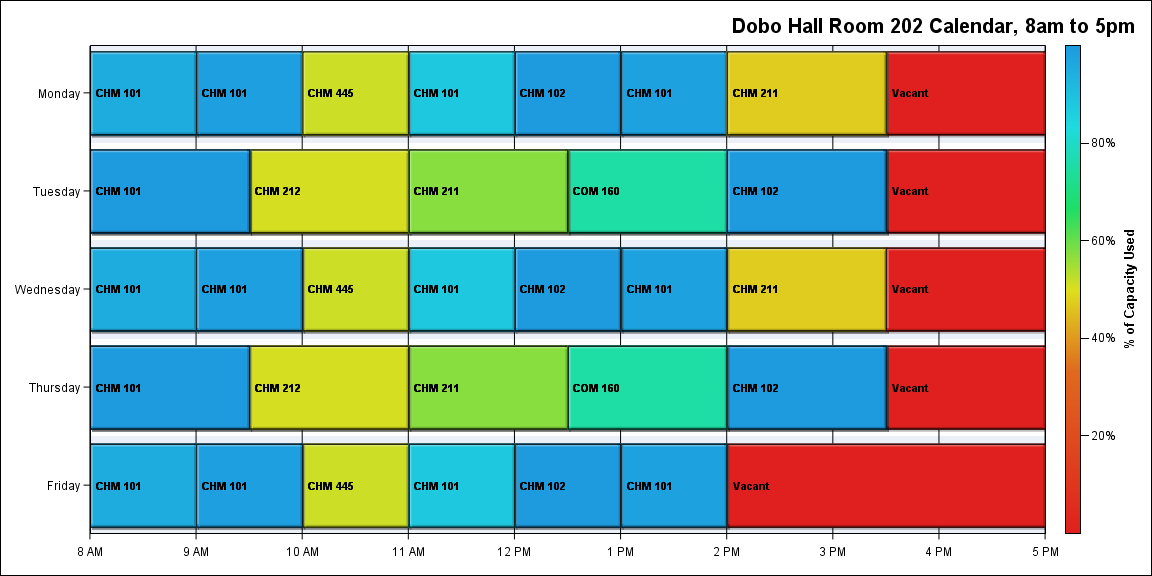 Dobo Hall Room 202 Calendar, 8am to 5pm
Monday CHM 101 CHM 101 CHM 445 CHM 101 CHM 102 CHM 101 CHM 211 Vacant
80%
Tuesday CHM 101 CHM 212 CHM 211 COM 160 CHM 102 Vacant
60%
Wednesday CHM 101 CHM 101 CHM 445 CHM 101 CHM 102 CHM 101 CHM 211 Vacant
% of Capacity Used
40%
Thursday CHM 101 CHM 212 CHM 211 COM 160 CHM 102 Vacant
20%
Friday CHM 101 CHM 101 CHM 445 CHM 101 CHM 102 CHM 101 Vacant
8 AM 9 AM 10 AM 11 AM 12 PM 1 PM 2 PM 3 PM 4 PM 5 PM